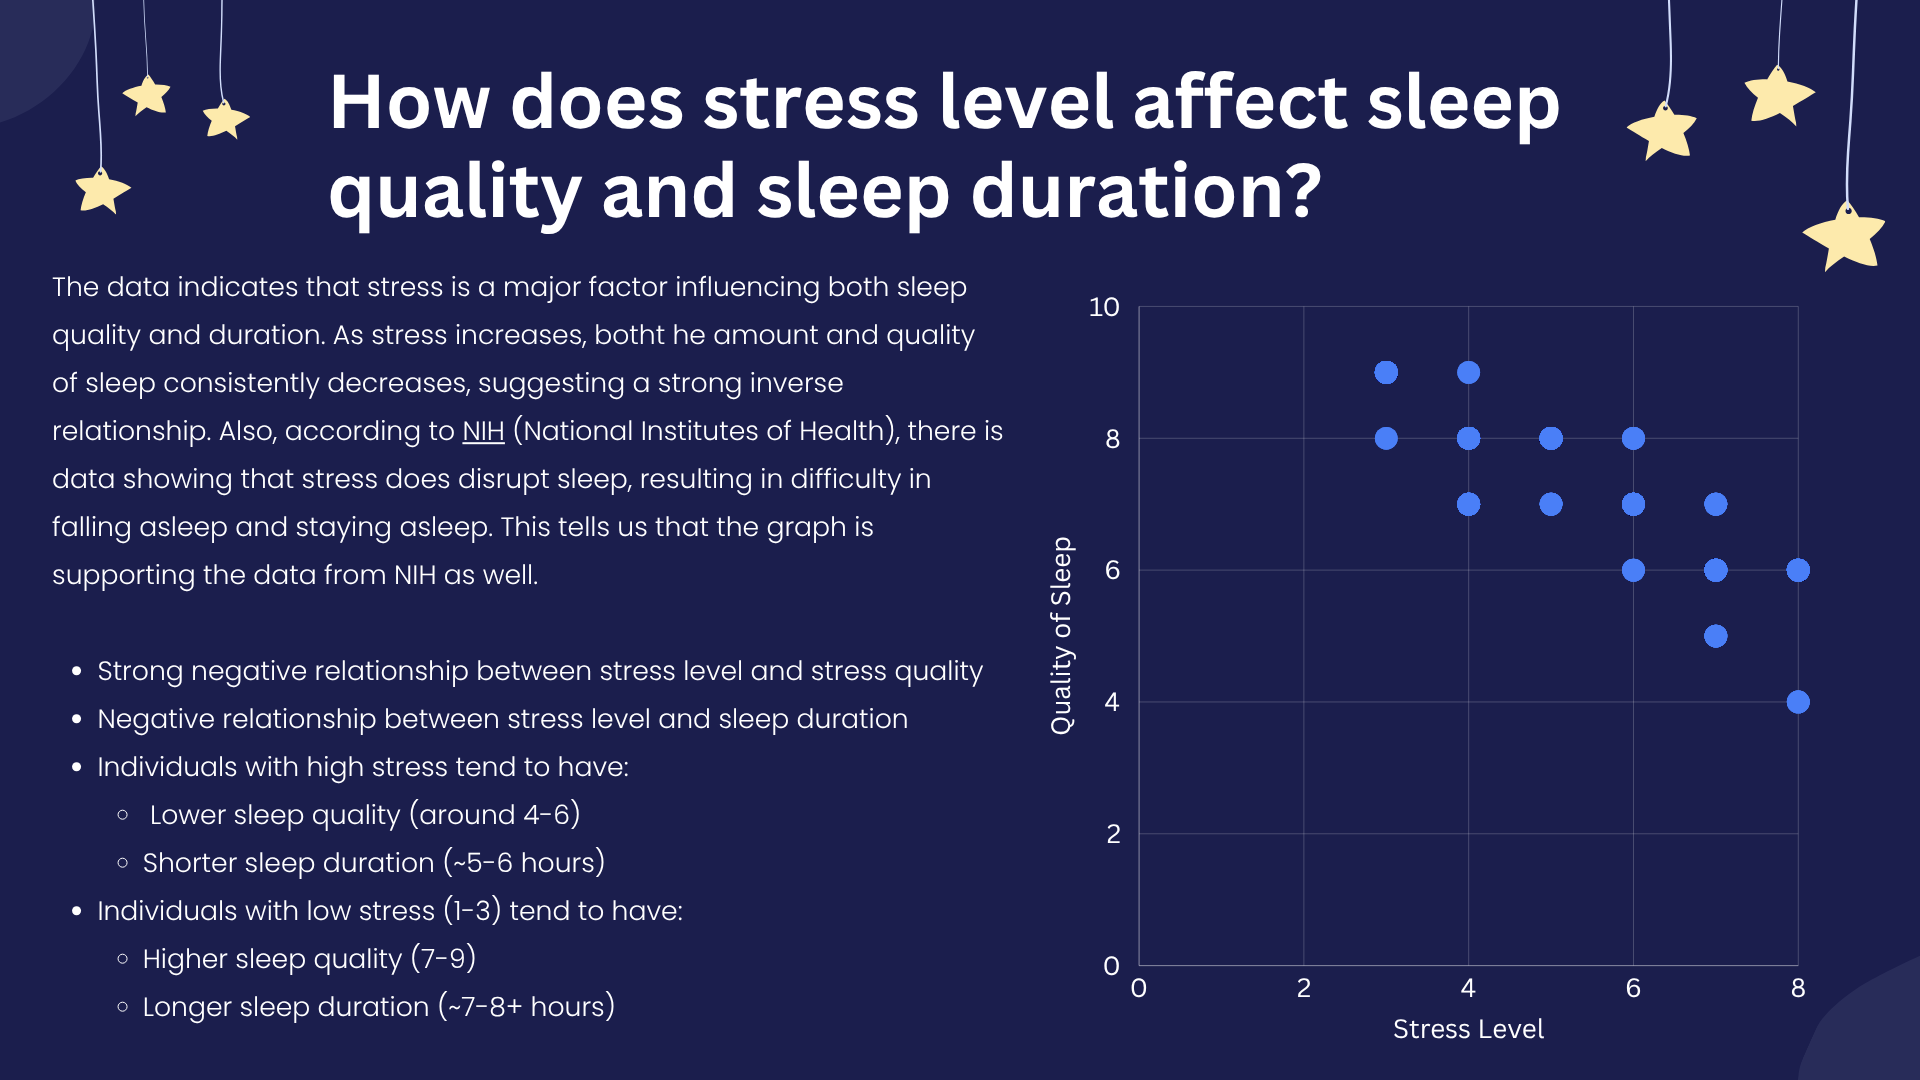 How does stress level affect sleep
quality and sleep duration?
The data indicates that stress is a major factor influencing both sleep
quality and duration. As stress increases, botht he amount and quality
of sleep consistently decreases, suggesting a strong inverse
relationship. Also, according to NIH (National Institutes of Health), there is
data showing that stress does disrupt sleep, resulting in difficulty in
falling asleep and staying asleep. This tells us that the graph is
supporting the data from NIH as well.
• Strong negative relationship between stress level and stress quality
• Negative relationship between stress level and sleep duration
• Individuals with high stress tend to have:
◦ Lower sleep quality (around 4-6)
◦ Shorter sleep duration (~5-6 hours)
• Individuals with low stress (1-3) tend to have:
◦ Higher sleep quality (7-9)
◦ Longer sleep duration (~7-8+ hours)
Quality of Sleep
10
8
6
4
2
0
0 2 4 6 8
Stress Level